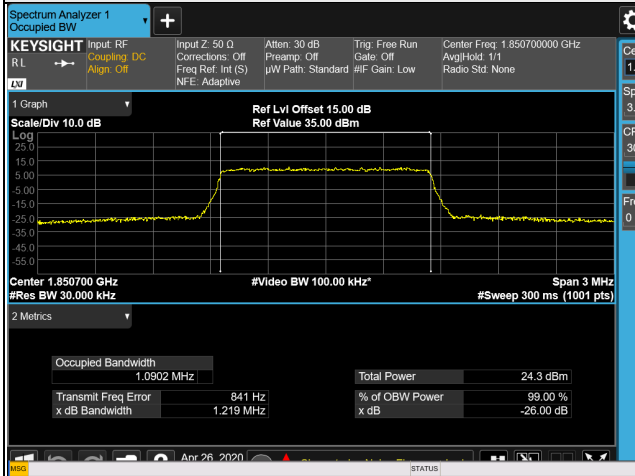 Spectrum Analyzer 1
Occupied BW
KEYSIGHT
R L
LXI
Input: RF
Coupling: DC
Align: Off
Input Z: 50 Ω
Corrections: Off
Freq Ref: Int (S)
NFE: Adaptive
Atten: 30 dB
Preamp: Off
µW Path: Standard
Trig: Free Run
Gate: Off
#IF Gain: Low
Center Freq: 1.850700000 GHz
Avg|Hold: 1/1
Radio Std: None
1 Graph
Scale/Div 10.0 dB
Ref Lvl Offset 15.00 dB
Ref Value 35.00 dBm
Log
25.0
15.0
5.00
-5.00
-15.0
-25.0
-35.0
-45.0
-55.0
Center 1.850700 GHz
#Video BW 100.00 kHz*
Span 3 MHz
#Res BW 30.000 kHz
#Sweep 300 ms (1001 pts)
2 Metrics
Occupied Bandwidth
1.0902 MHz
Total Power 24.3 dBm
Transmit Freq Error 841 Hz
% of OBW Power 99.00 %
x dB Bandwidth 1.219 MHz
x dB -26.00 dB
Apr 26, 2020
MSG
STATUS